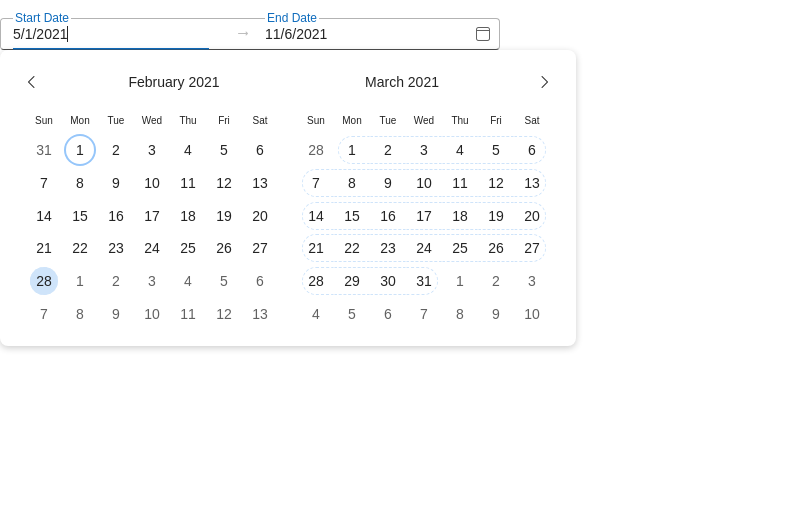 Start Date End Date
5/1/2021 → 11/6/2021
February 2021 March 2021
Sun Mon Tue Wed Thu Fri Sat Sun Mon Tue Wed Thu Fri Sat
31 1 2 3 4 5 6 28 1 2 3 4 5 6
7 8 9 10 11 12 13 7 8 9 10 11 12 13
14 15 16 17 18 19 20 14 15 16 17 18 19 20
21 22 23 24 25 26 27 21 22 23 24 25 26 27
28 1 2 3 4 5 6 28 29 30 31 1 2 3
7 8 9 10 11 12 13 4 5 6 7 8 9 10